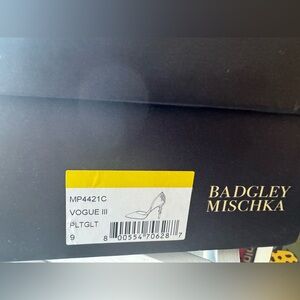 MP4421C
VOGUE III
PLTGLT
9
8 00554 70628 7
BADGLEY
MISCHKA